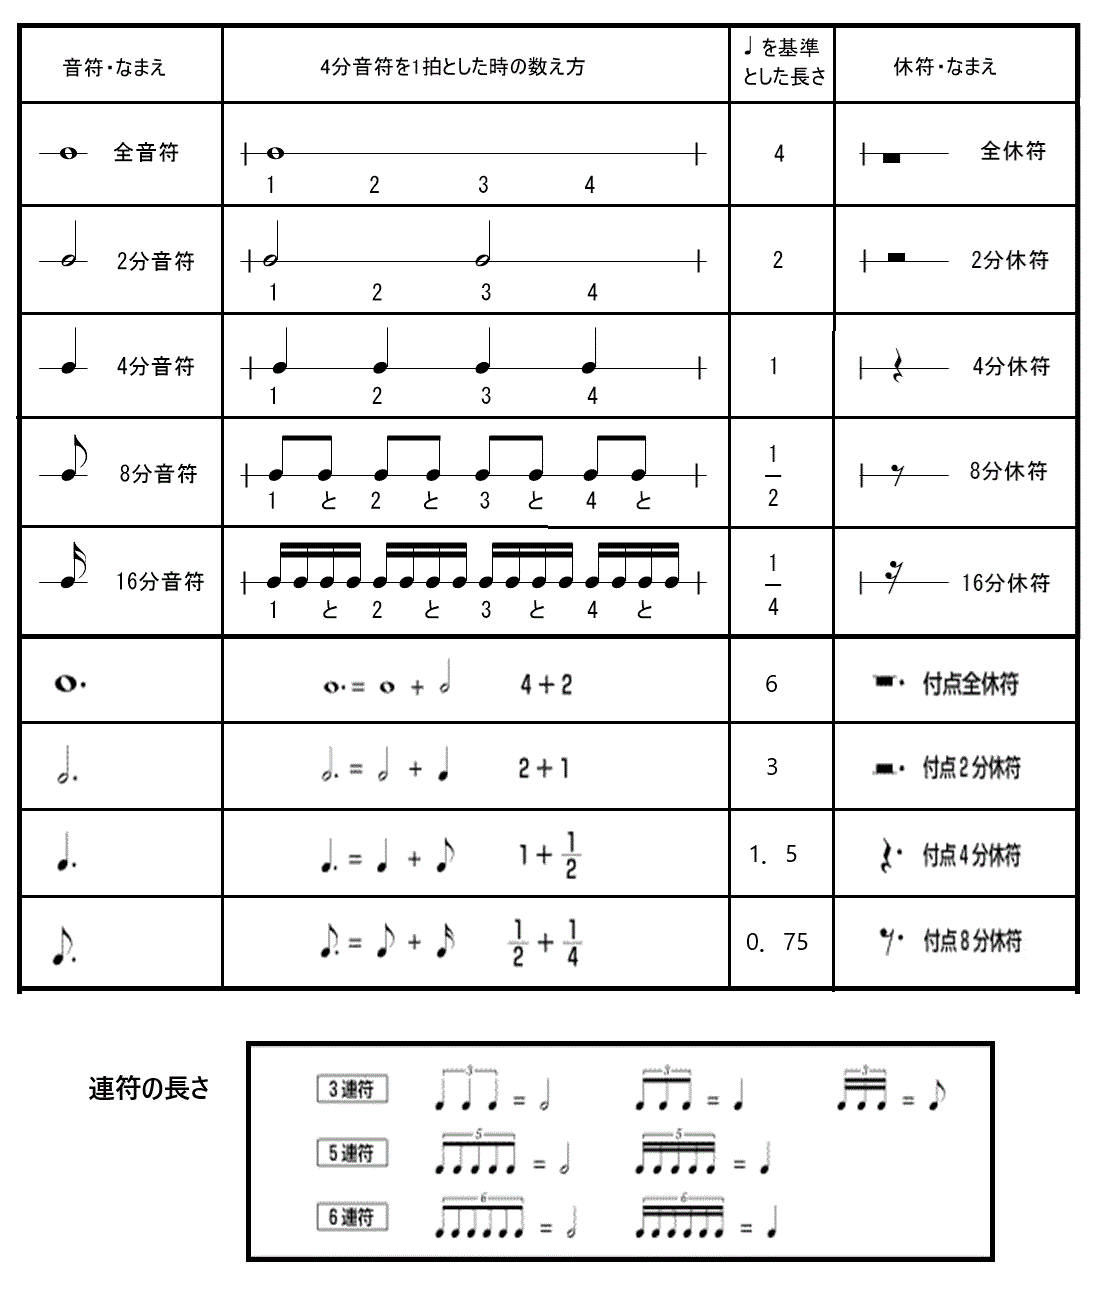 音符・なまえ
4分音符を1拍とした時の数え方
♩を基準
とした長さ
休符・なまえ
全音符
1 2 3 4
4
全休符
2分音符
1 2 3 4
2
2分休符
4分音符
1 2 3 4
1
4分休符
8分音符
1 と 2 と 3 と 4 と
1
2
8分休符
16分音符
1 と 2 と 3 と 4 と
1
4
16分休符
= + 4+2
6
付点全休符
= + 2+1
3
付点2分休符
= + 1+1/2
1. 5
付点4分休符
= + 1/2+1/4
0. 75
付点8分休符
連符の長さ
3連符 3 = 3 = 3 =
5連符 5 = 5 =
6連符 6 = 6 =